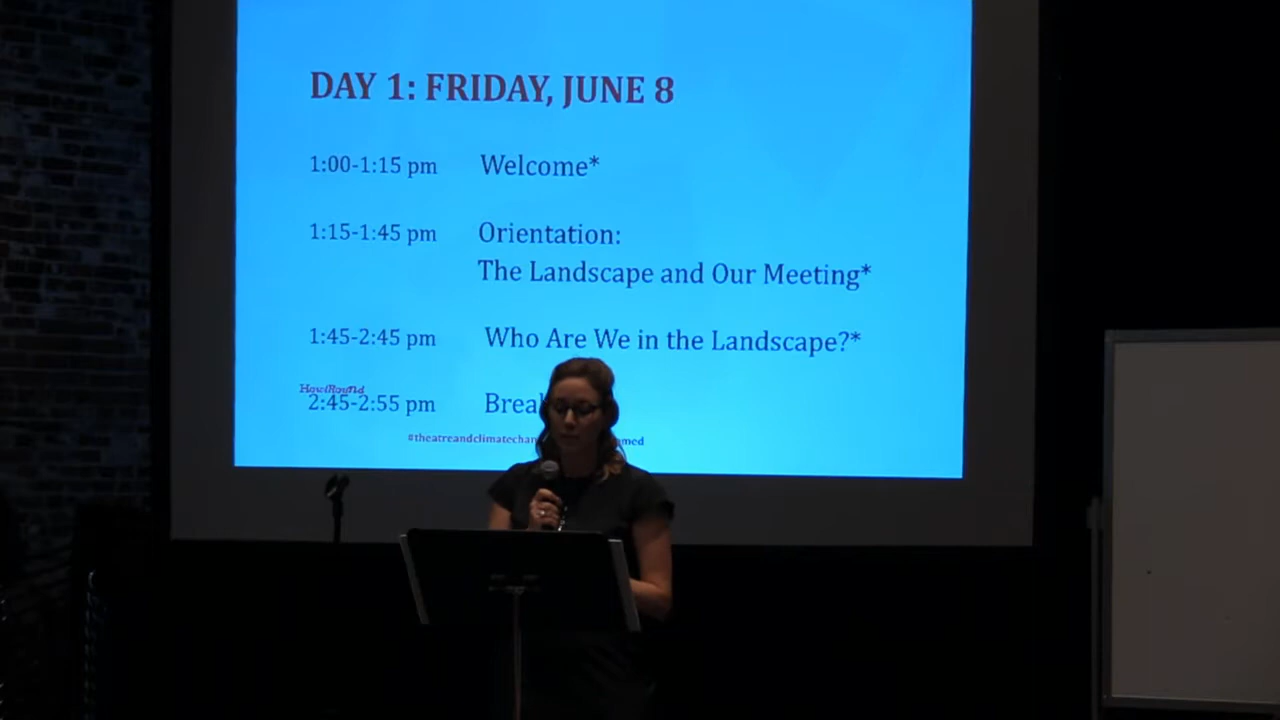 DAY 1: FRIDAY, JUNE 8
1:00-1:15 pm Welcome*
1:15-1:45 pm Orientation:
The Landscape and Our Meeting*
1:45-2:45 pm Who Are We in the Landscape?*
HowlRound
2:45-2:55 pm